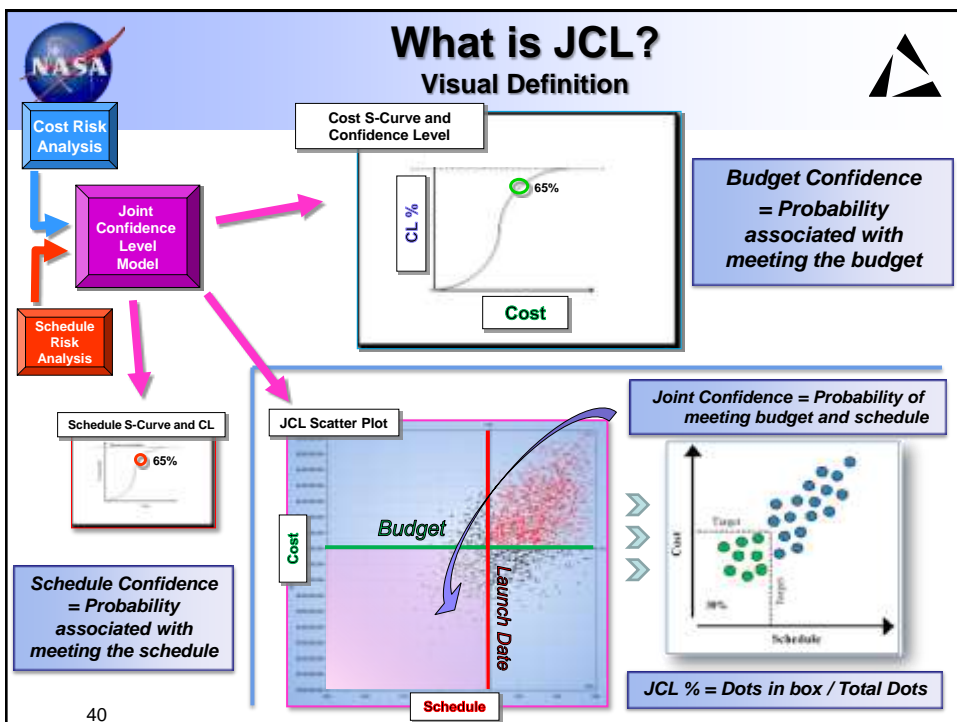 NASA
What is JCL?
Visual Definition
Cost Risk
Analysis
Joint
Confidence
Level
Model
Schedule
Risk
Analysis
Cost S-Curve and
Confidence Level
CL %
65%
Cost
Budget Confidence
= Probability
associated with
meeting the budget
Schedule S-Curve and CL
65%
Schedule Confidence
= Probability
associated with
meeting the schedule
JCL Scatter Plot
Cost
Budget
Launch Date
Schedule
Joint Confidence = Probability of
meeting budget and schedule
Cost
Target
Target
30%
Schedule
JCL % = Dots in box / Total Dots
40